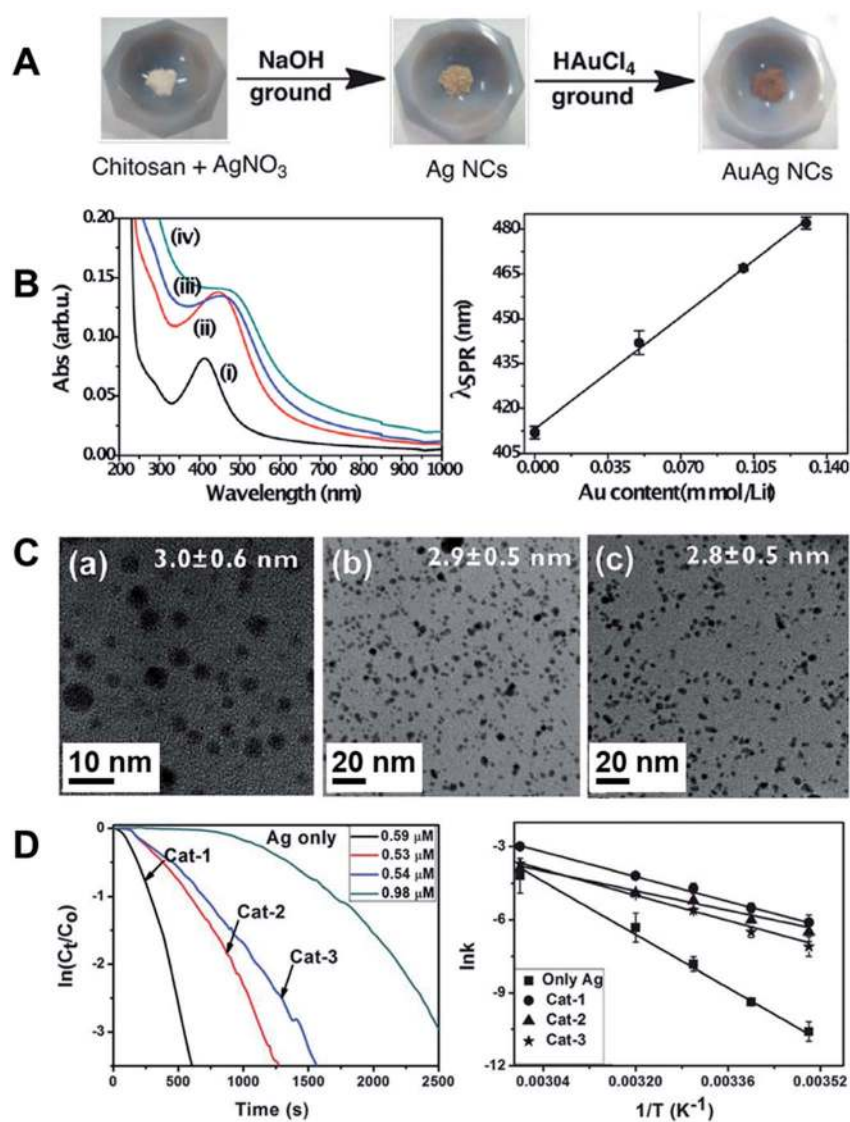 A
NaOH
ground
HAuCl4
ground
Chitosan + AgNO3
Ag NCs
AuAg NCs
B
0.20
0.15
0.10
0.05
0.00
Abs (arb.u.)
(iv)
(iii)
(ii)
(i)
200 300 400 500 600 700 800 900 1000
Wavelength (nm)
480
465
450
435
420
405
λSPR (nm)
0.000 0.035 0.070 0.105 0.140
Au content(m mol/Lit)
C
(a) 3.0±0.6 nm
10 nm
(b) 2.9±0.5 nm
20 nm
(c) 2.8±0.5 nm
20 nm
D
0
-1
-2
-3
ln(Ct/Co)
Ag only
0.59 μM
0.53 μM
0.54 μM
0.98 μM
Cat-1
Cat-2
Cat-3
0 500 1000 1500 2000 2500
Time (s)
-3
-6
-9
-12
lnk
Only Ag
Cat-1
Cat-2
Cat-3
0.00304 0.00320 0.00336 0.00352
1/T (K-1)